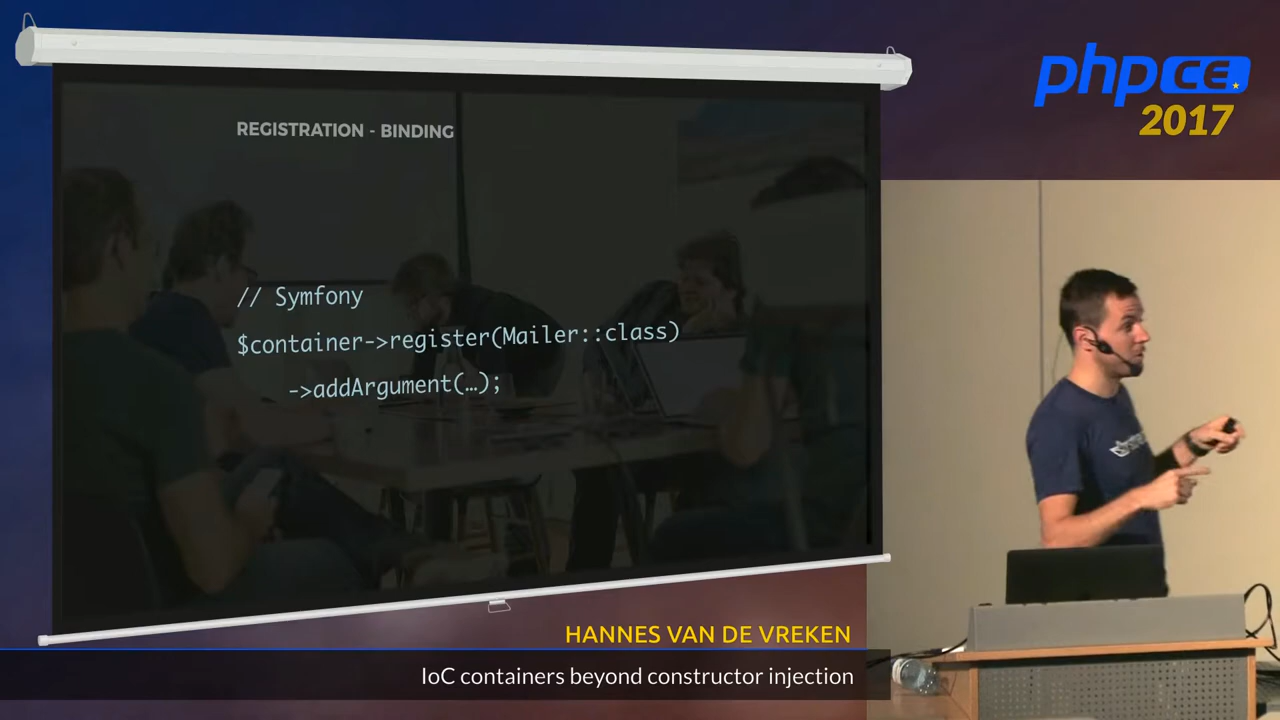 REGISTRATION - BINDING
// Symfony
$container->register(Mailer::class)
->addArgument(…);
phpCE
2017
HANNES VAN DE VREKEN
IoC containers beyond constructor injection